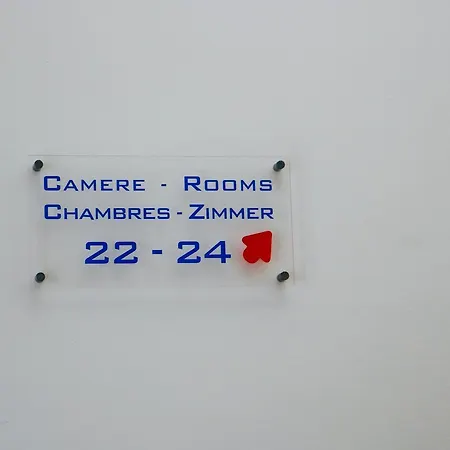 CAMERE - ROOMS
CHAMBRES - ZIMMER
22 - 24